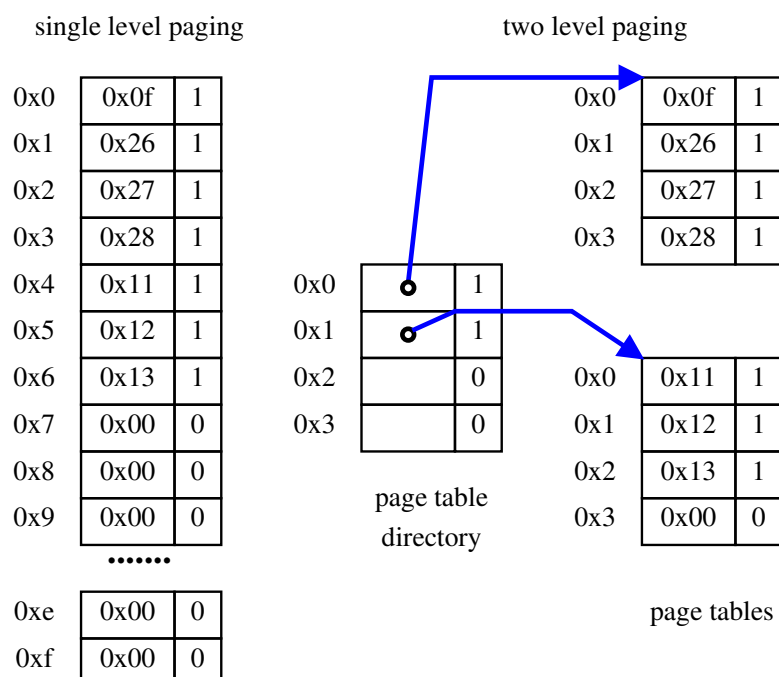 single level paging
0x0 0x0f 1
0x1 0x26 1
0x2 0x27 1
0x3 0x28 1
0x4 0x11 1
0x5 0x12 1
0x6 0x13 1
0x7 0x00 0
0x8 0x00 0
0x9 0x00 0
.......
0xe 0x00 0
0xf 0x00 0
two level paging
0x0 1
0x1 1
0x2 0
0x3 0
page table
directory
0x0 0x0f 1
0x1 0x26 1
0x2 0x27 1
0x3 0x28 1
0x0 0x11 1
0x1 0x12 1
0x2 0x13 1
0x3 0x00 0
page tables